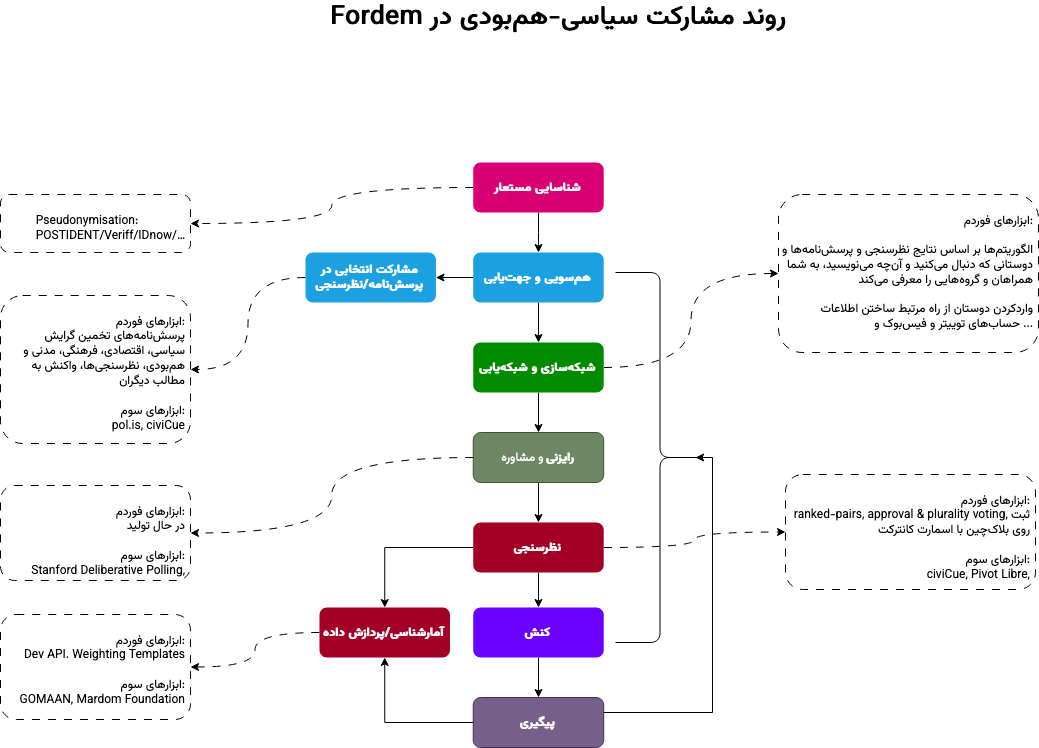 روند مشارکت سیاسی-هم‌بودی در Fordem
شناسایی مستعار
Pseudonymisation:
POSTIDENT/Veriff/IDnow/...
هم‌سویی و جهت‌یابی
مشارکت انتخابی در
پرسش‌نامه/نظرسنجی
:ابزارهای فوردم
الگوریتم‌ها بر اساس نتایج نظرسنجی و پرسش‌نامه‌ها و
دوستانی که دنبال می‌کنید و آن‌چه می‌نویسید، به شما
همراهان و گروه‌هایی را معرفی می‌کند
واردکردن دوستان از راه مرتبط ساختن اطلاعات
... حساب‌های توییتر و فیس‌بوک و
:ابزارهای فوردم
پرسش‌نامه‌های تخمین گرایش
سیاسی، اقتصادی، فرهنگی، مدنی و
هم‌بودی، نظرسنجی‌ها، واکنش به
مطالب دیگران
:ابزارهای سوم
pol.is, civiCue
شبکه‌سازی و شبکه‌یابی
رایزنی و مشاوره
:ابزارهای فوردم
در حال تولید
:ابزارهای سوم
Stanford Deliberative Polling,
:ابزارهای فوردم
ranked-pairs, approval & plurality voting, ثبت
روی بلاک‌چین با اسمارت کانترکت
:ابزارهای سوم
civiCue, Pivot Libre,
نظرسنجی
آمارشناسی/پردازش داده
کنش
:ابزارهای فوردم
Dev API. Weighting Templates
:ابزارهای سوم
GOMAAN, Mardom Foundation
پیگیری